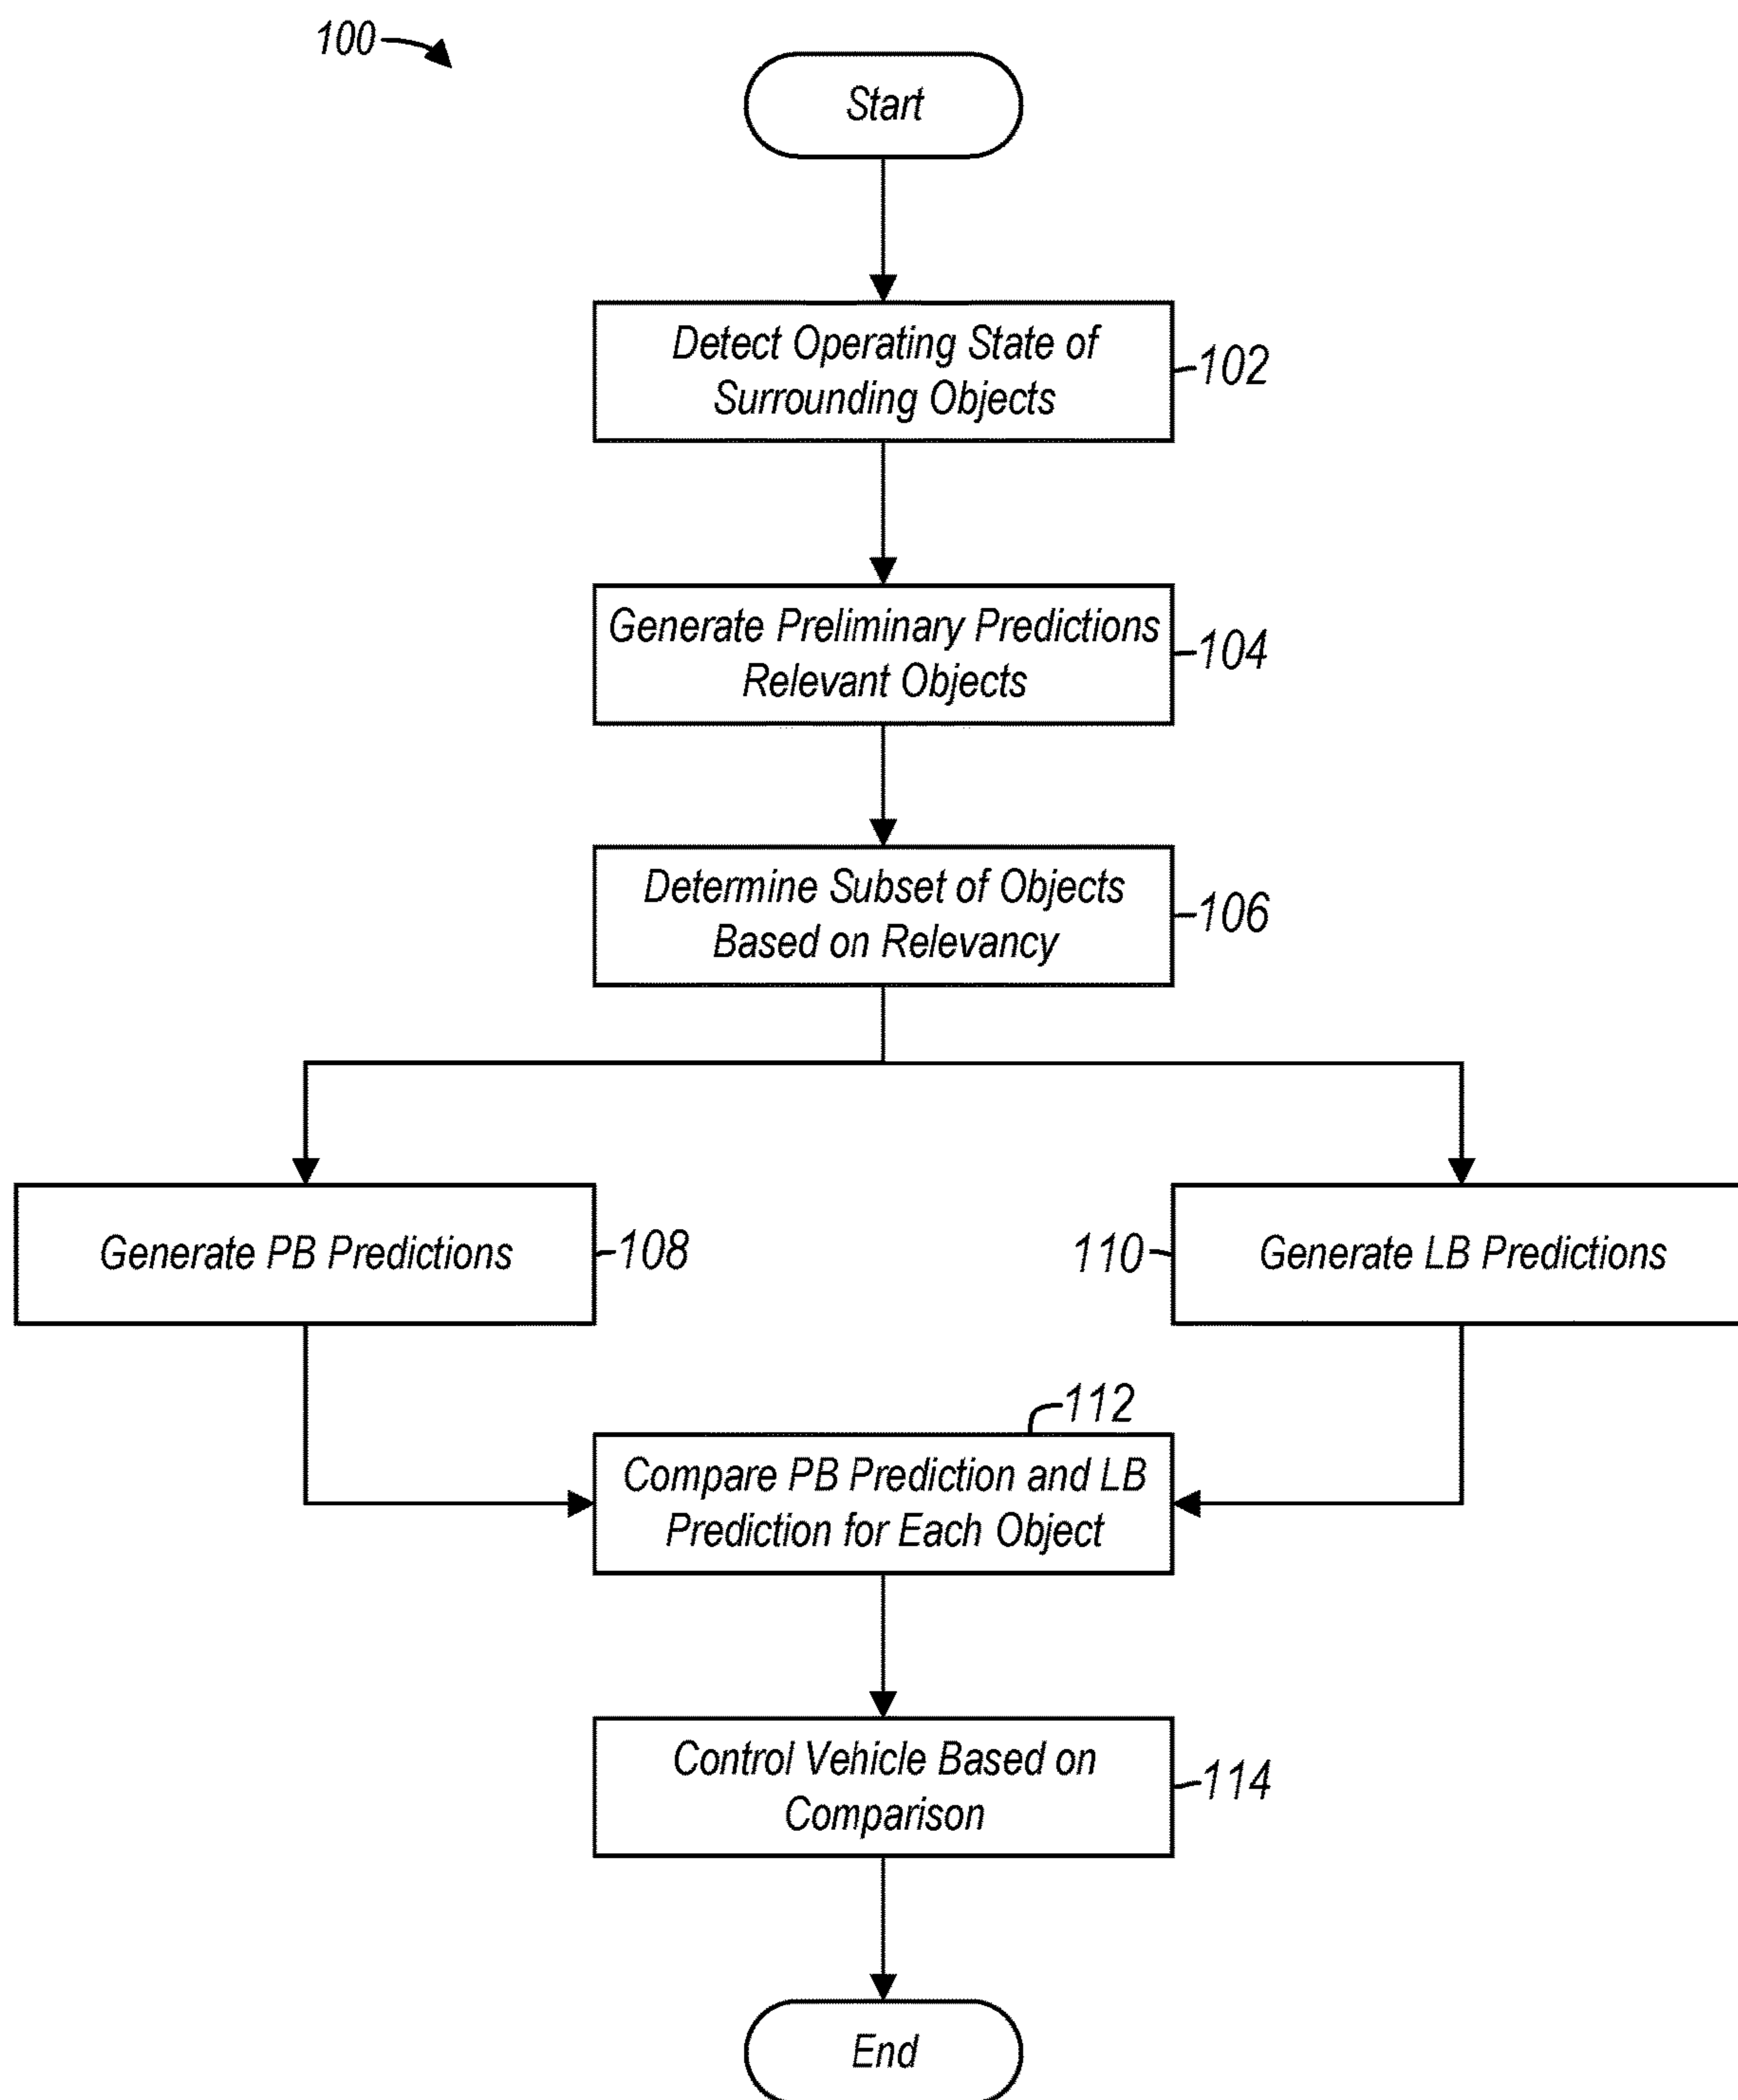 100
Start
Detect Operating State of
Surrounding Objects
102
Generate Preliminary Predictions
Relevant Objects
104
Determine Subset of Objects
Based on Relevancy
106
Generate PB Predictions
108
110
Generate LB Predictions
112
Compare PB Prediction and LB
Prediction for Each Object
Control Vehicle Based on
Comparison
114
End